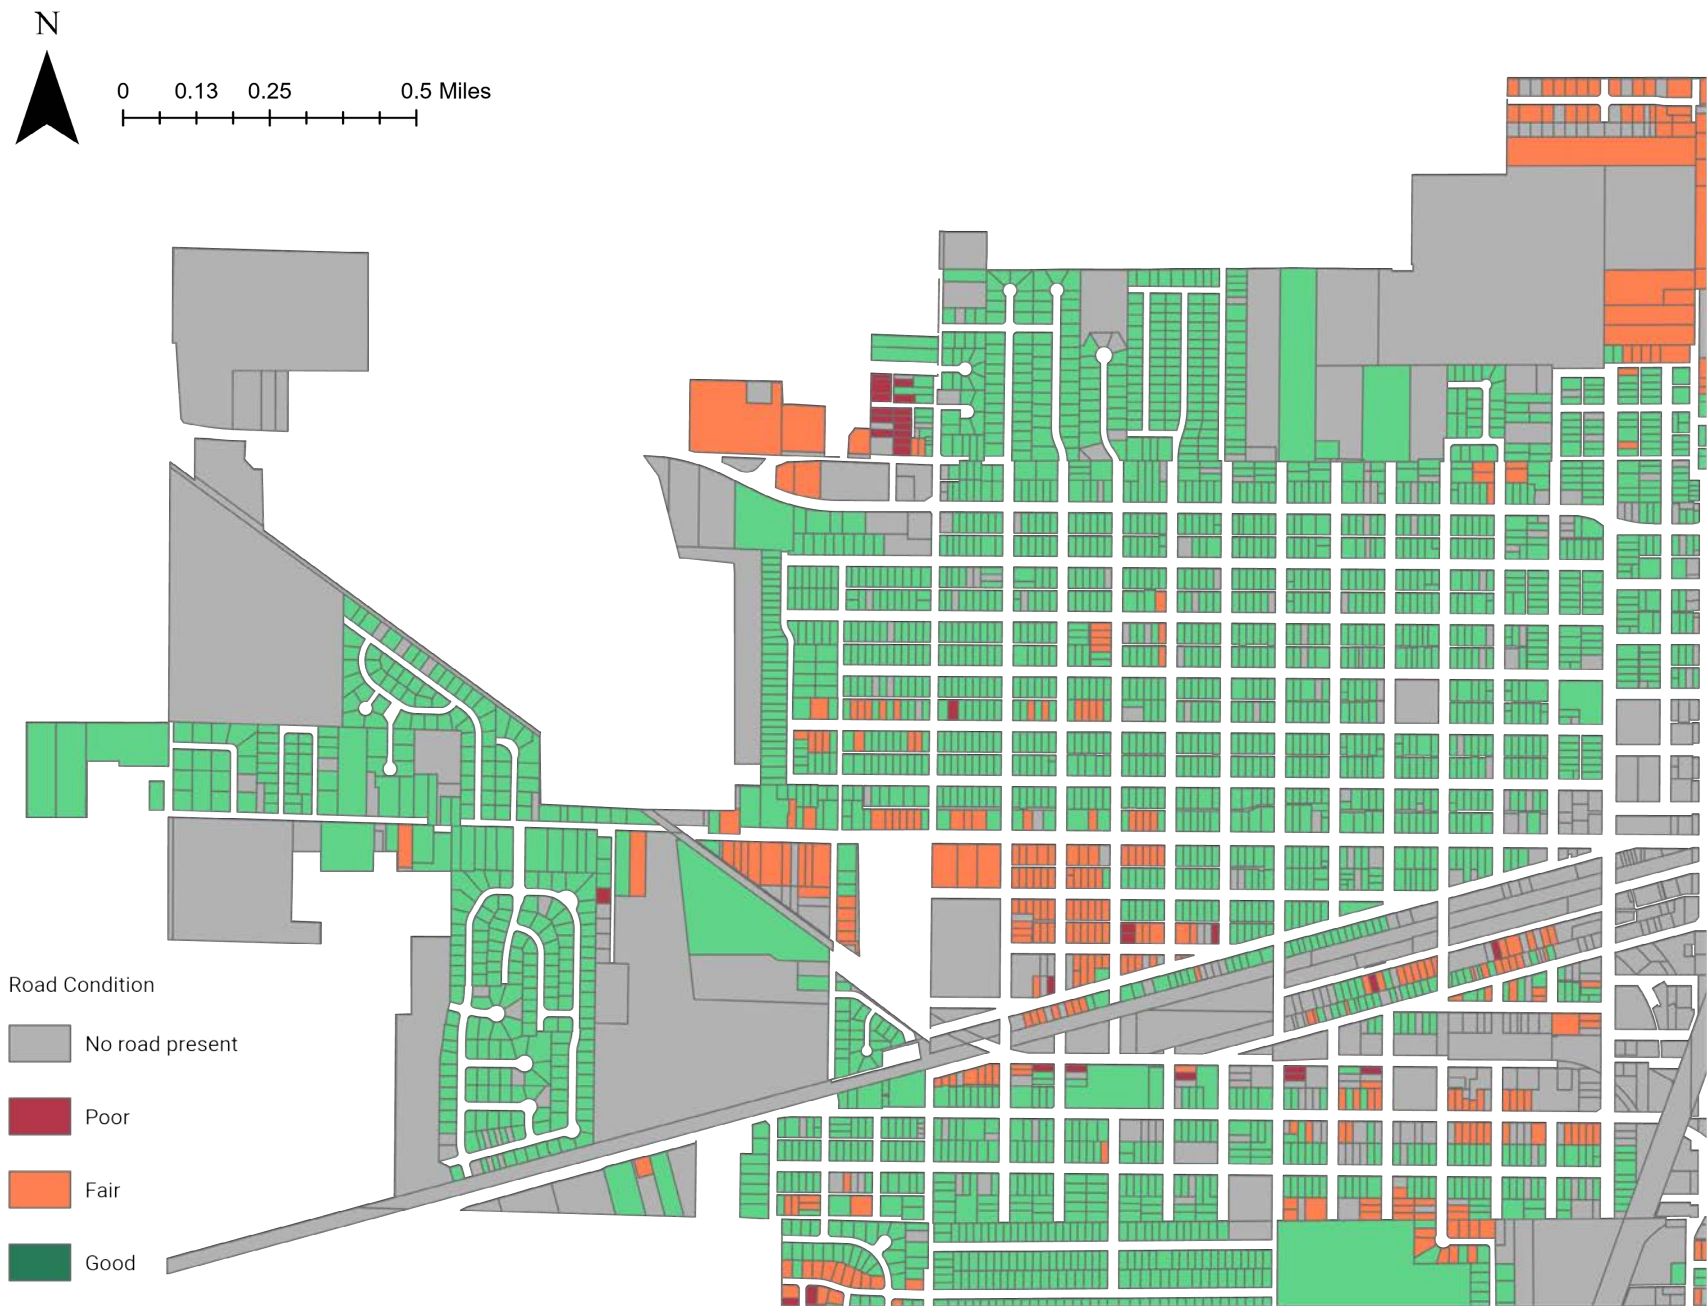 N
0 0.13 0.25 0.5 Miles
Road Condition
No road present
Poor
Fair
Good